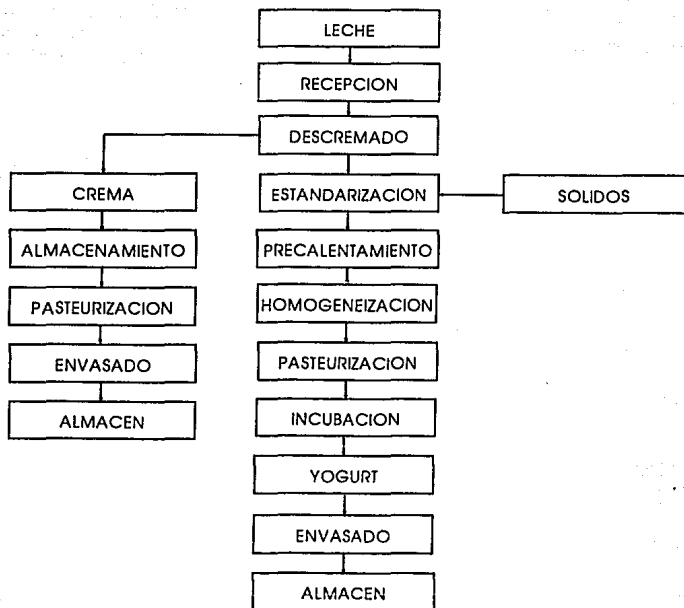 LECHE
RECEPCION
DESCREMADO
CREMA
ESTANDARIZACION
SOLIDOS
ALMACENAMIENTO
PRECALENTAMIENTO
PASTEURIZACION
HOMOGENEIZACION
ENVASADO
PASTEURIZACION
ALMACEN
INCUBACION
YOGURT
ENVASADO
ALMACEN